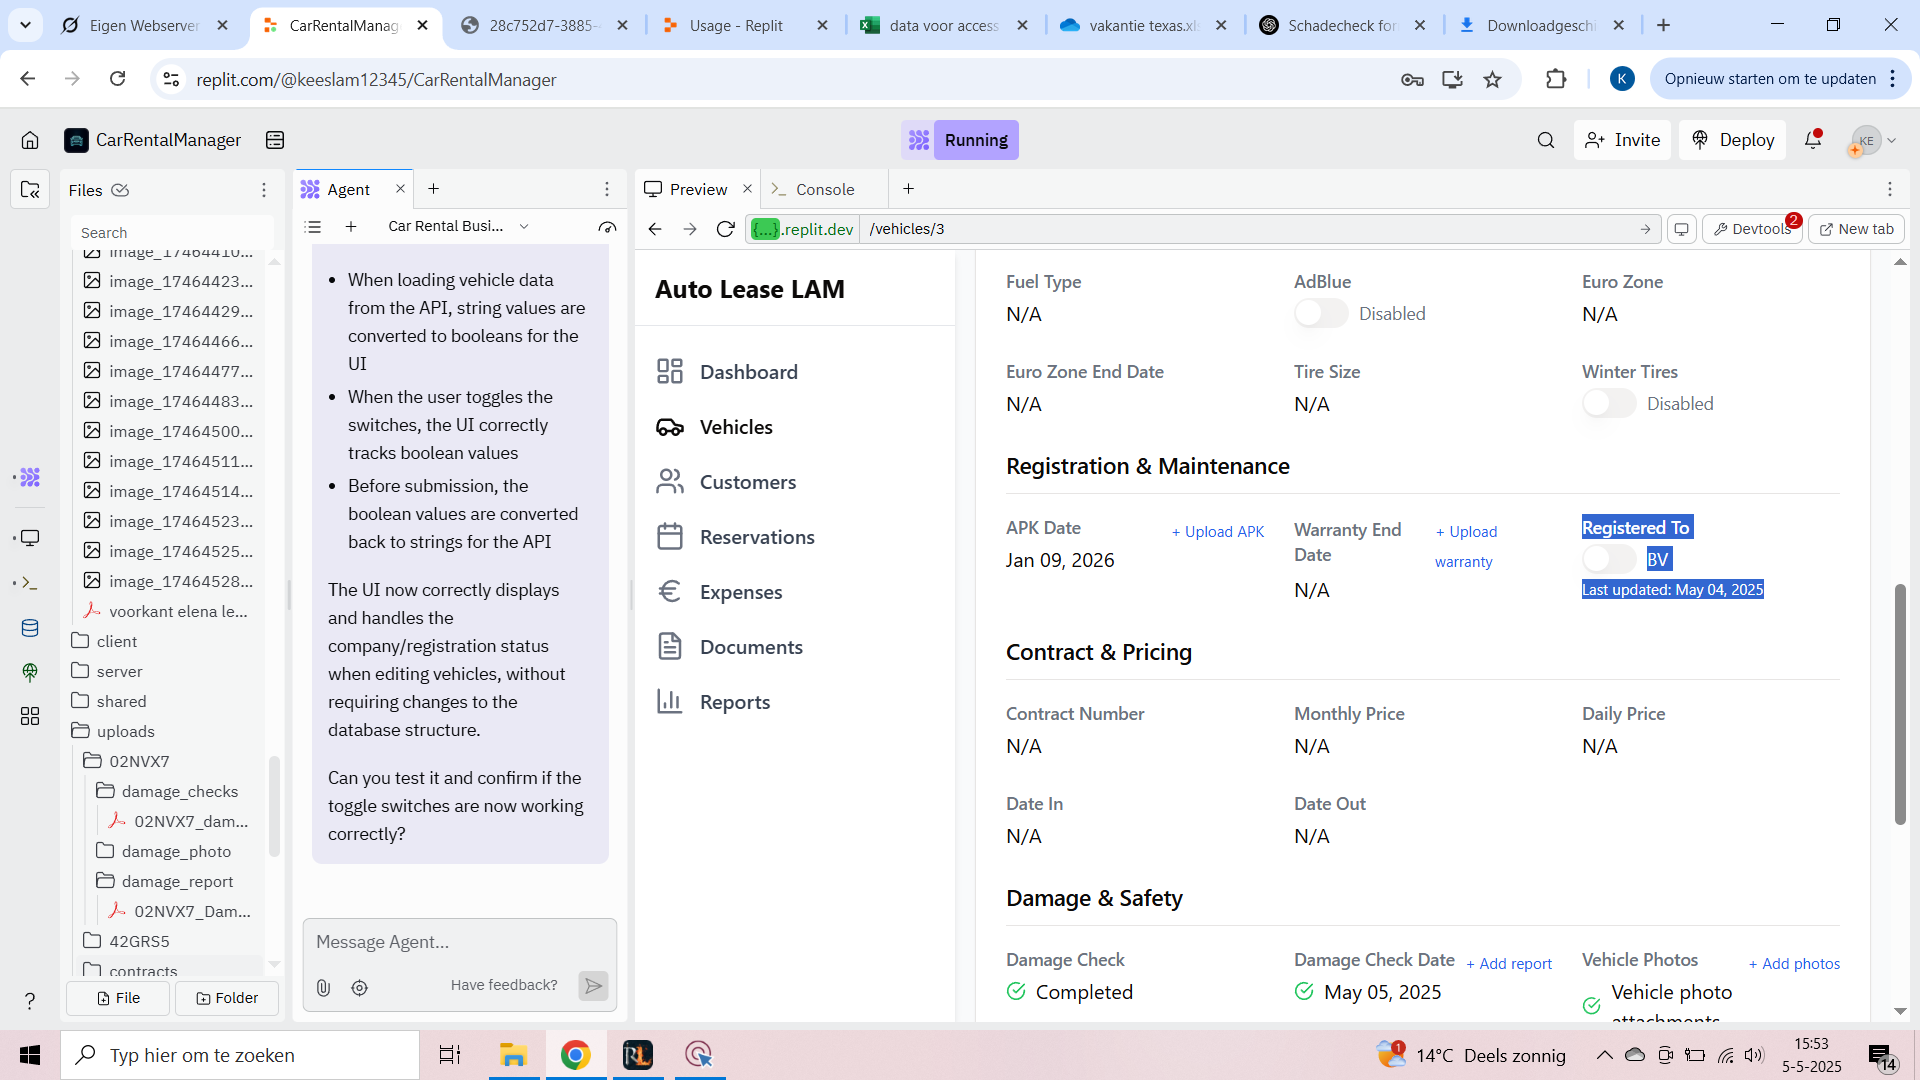 Eigen Webserver
CarRentalManag
28c752d7-3885-
Usage - Replit
data voor access
vakantie texas.xls
Schadecheck for
Downloadgeschi
replit.com/@keeslam12345/CarRentalManager
K
Opnieuw starten om te updaten
CarRentalManager
Running
Invite
Deploy
KE
Files
Agent
Preview
Console
Search
Car Rental Busi...
{...}.replit.dev
/vehicles/3
Devtools
2
New tab
image_17464410...
image_17464423...
image_17464429...
image_17464466...
image_17464477...
image_17464483...
image_17464500...
image_17464511...
image_17464514...
image_17464523...
image_17464525...
image_17464528...
voorkant elena le...
client
server
shared
uploads
02NVX7
damage_checks
02NVX7_dam...
damage_photo
damage_report
02NVX7_Dam...
42GRS5
contracts
File
Folder
• When loading vehicle data
from the API, string values are
converted to booleans for the
UI
• When the user toggles the
switches, the UI correctly
tracks boolean values
• Before submission, the
boolean values are converted
back to strings for the API
The UI now correctly displays
and handles the
company/registration status
when editing vehicles, without
requiring changes to the
database structure.
Can you test it and confirm if the
toggle switches are now working
correctly?
Message Agent...
Have feedback?
Auto Lease LAM
Dashboard
Vehicles
Customers
Reservations
Expenses
Documents
Reports
Fuel Type
N/A
AdBlue
Disabled
Euro Zone
N/A
Euro Zone End Date
N/A
Tire Size
N/A
Winter Tires
Disabled
Registration & Maintenance
APK Date
+ Upload APK
Jan 09, 2026
Warranty End
Date
+ Upload
warranty
N/A
Registered To
BV
Last updated: May 04, 2025
Contract & Pricing
Contract Number
N/A
Monthly Price
N/A
Daily Price
N/A
Date In
N/A
Date Out
N/A
Damage & Safety
Damage Check
Completed
Damage Check Date
+ Add report
May 05, 2025
Vehicle Photos
+ Add photos
Vehicle photo
attachments
?
Typ hier om te zoeken
1
14°C Deels zonnig
15:53
5-5-2025
14